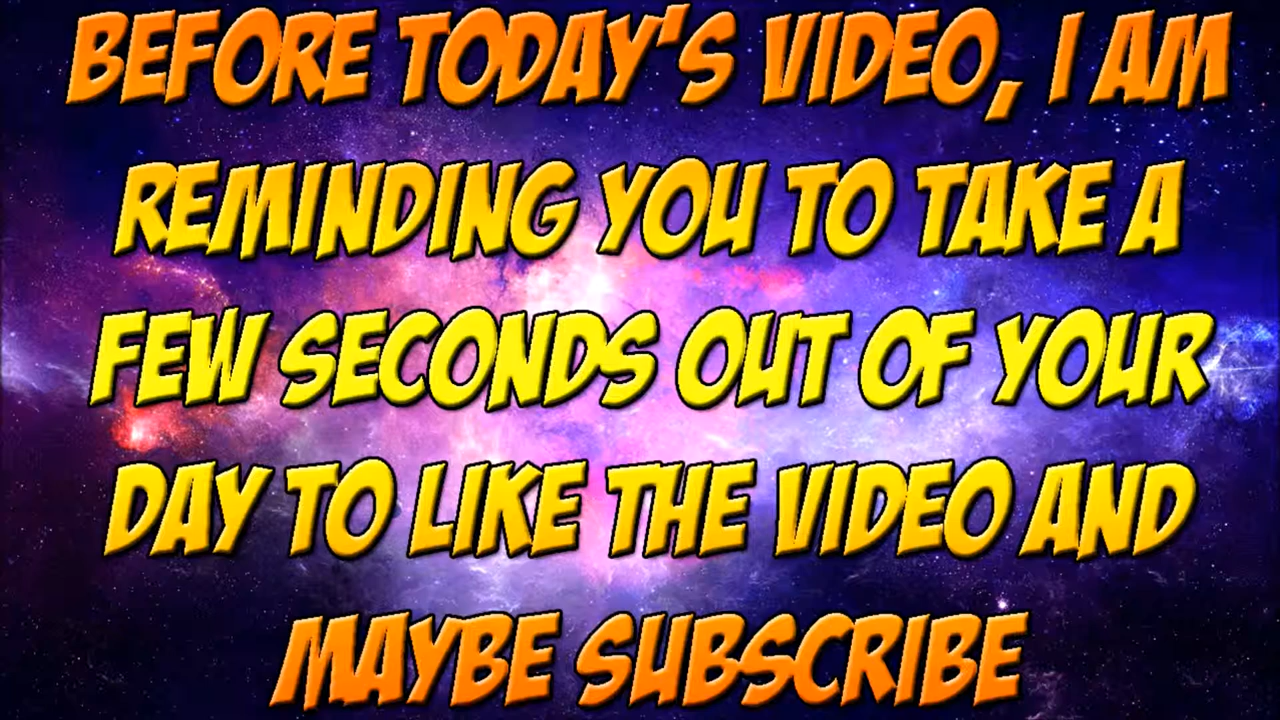 BEFORE TODAY'S VIDEO, I AM
REMINDING YOU TO TAKE A
FEW SECONDS OUT OF YOUR
DAY TO LIKE THE VIDEO AND
MAYBE SUBSCRIBE